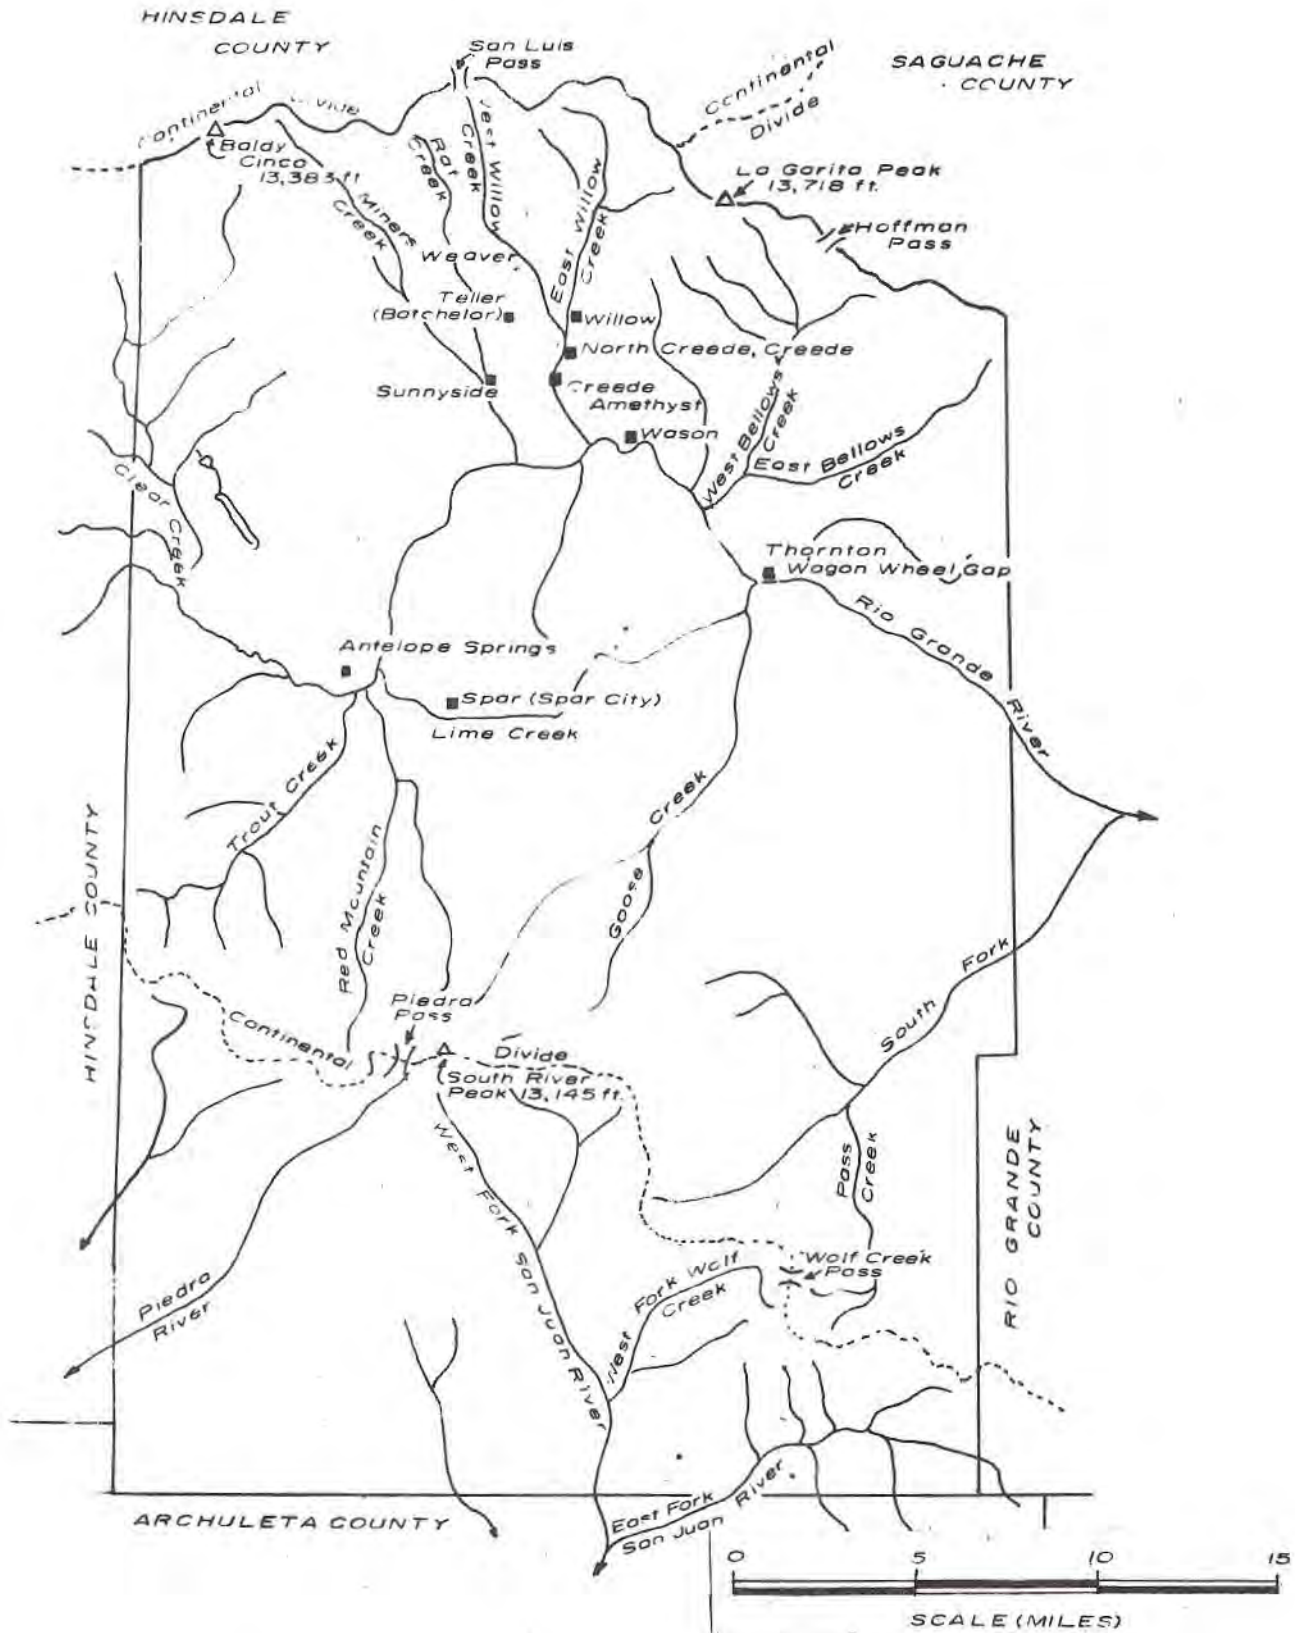 HINSDALE
COUNTY
San Luis
Pass
Continental
Divide
SAGUACHE
COUNTY
Continental Divide
Baldy
Cinco
13,383 ft
Miners
Creek
Rat
Creek
West Willow
Creek
East Willow
Creek
La Garita Peak
13,718 ft.
Hoffman
Pass
Weaver
Teller
(Batchelor)
Willow
North Creede, Creede
Sunnyside
Creede
Amethyst
Wason
West Bellows
Creek
East Bellows
Creek
Clear Creek
Thornton
Wagon Wheel Gap
Rio Grande River
Antelope Springs
Spar (Spar City)
Lime Creek
Trout Creek
Red Mountain
Creek
Goose Creek
HINSDALE COUNTY
South Fork
Piedra
Pass
Continental Divide
South River
Peak 13,145 ft.
West Fork San Juan River
Pass
Creek
RIO GRANDE
COUNTY
Wolf Creek
Pass
West Fork Wolf
Creek
Piedra
River
East Fork
San Juan River
ARCHULETA COUNTY
0 5 10 15
SCALE (MILES)